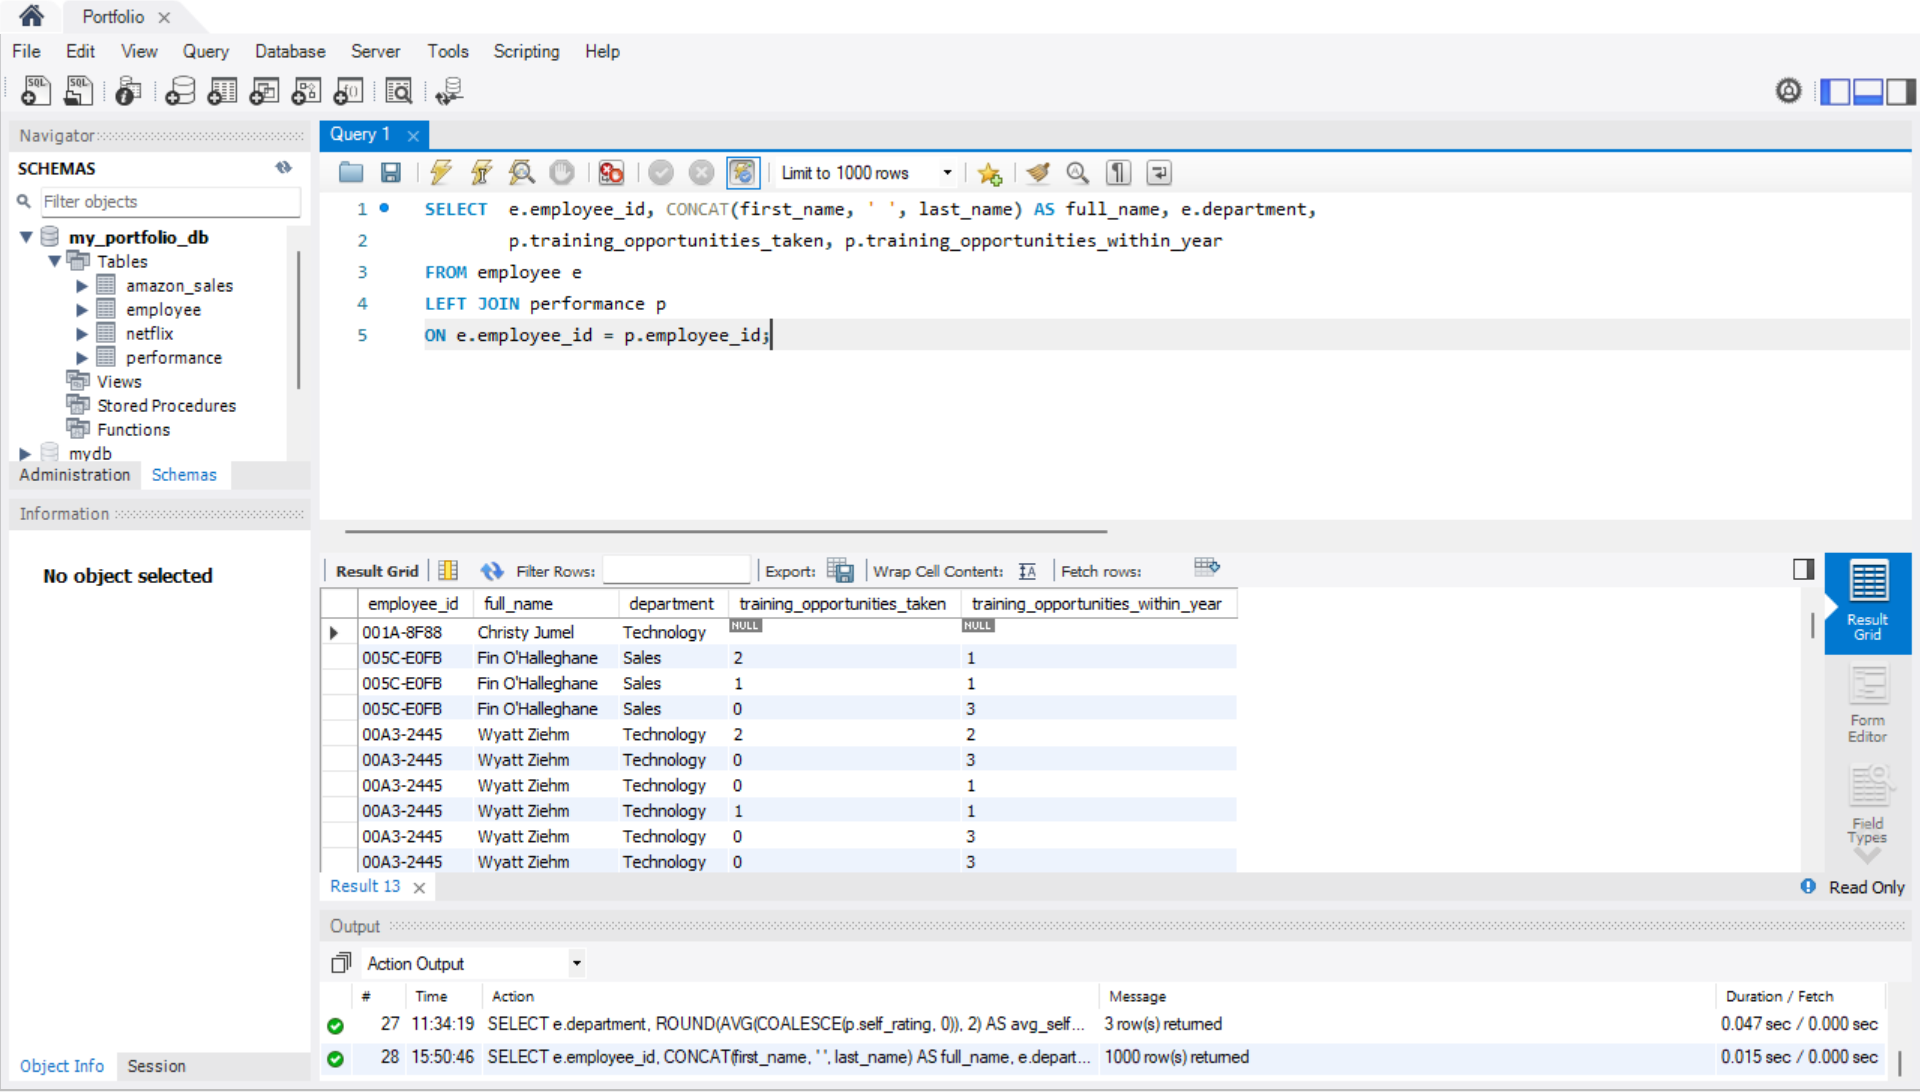 Portfolio
File Edit View Query Database Server Tools Scripting Help
Navigator
SCHEMAS
Filter objects
my_portfolio_db
Tables
amazon_sales
employee
netflix
performance
Views
Stored Procedures
Functions
mydb
Administration Schemas
Information
No object selected
Object Info Session
Query 1
Limit to 1000 rows
1 SELECT e.employee_id, CONCAT(first_name, ' ', last_name) AS full_name, e.department,
2 p.training_opportunities_taken, p.training_opportunities_within_year
3 FROM employee e
4 LEFT JOIN performance p
5 ON e.employee_id = p.employee_id;
Result Grid Filter Rows: Export: Wrap Cell Content: Fetch rows:
employee_id full_name department training_opportunities_taken training_opportunities_within_year
001A-8F88 Christy Jumel Technology NULL NULL
005C-E0FB Fin O'Halleghane Sales 2 1
005C-E0FB Fin O'Halleghane Sales 1 1
005C-E0FB Fin O'Halleghane Sales 0 3
00A3-2445 Wyatt Ziehm Technology 2 2
00A3-2445 Wyatt Ziehm Technology 0 3
00A3-2445 Wyatt Ziehm Technology 0 1
00A3-2445 Wyatt Ziehm Technology 1 1
00A3-2445 Wyatt Ziehm Technology 0 3
00A3-2445 Wyatt Ziehm Technology 0 3
Result
Grid
Form
Editor
Field
Types
Result 13
Read Only
Output
Action Output
# Time Action Message Duration / Fetch
27 11:34:19 SELECT e.department, ROUND(AVG(COALESCE(p.self_rating, 0)), 2) AS avg_self... 3 row(s) returned 0.047 sec / 0.000 sec
28 15:50:46 SELECT e.employee_id, CONCAT(first_name, ' ', last_name) AS full_name, e.depart... 1000 row(s) returned 0.015 sec / 0.000 sec